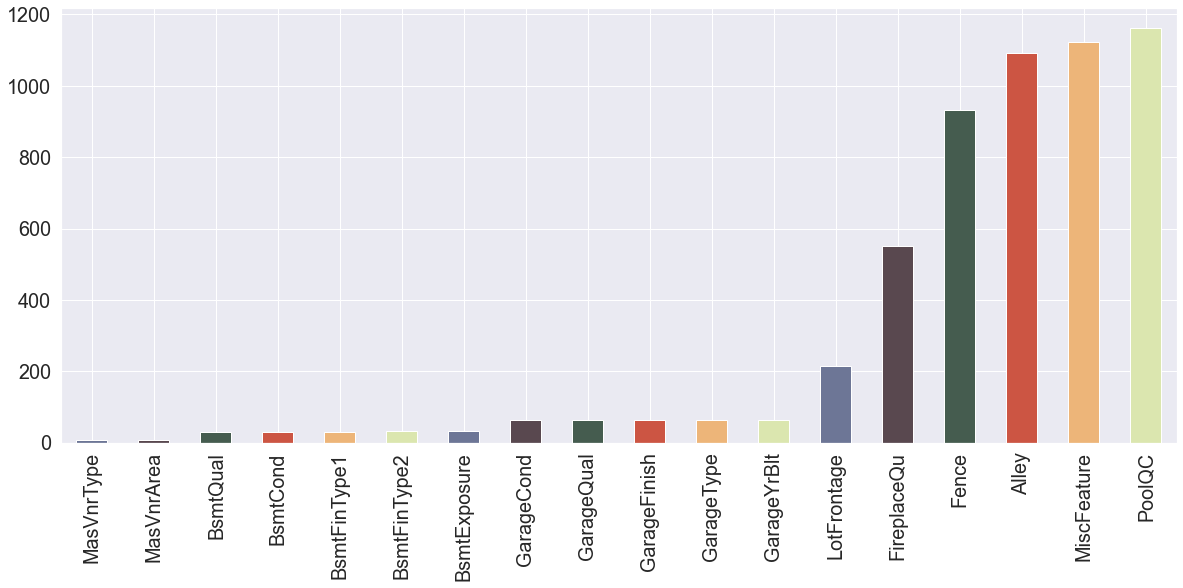 1200
1000
800
600
400
200
0
MasVnrType
MasVnrArea
BsmtQual
BsmtCond
BsmtFinType1
BsmtFinType2
BsmtExposure
GarageCond
GarageQual
GarageFinish
GarageType
GarageYrBlt
LotFrontage
FireplaceQu
Fence
Alley
MiscFeature
PoolQC